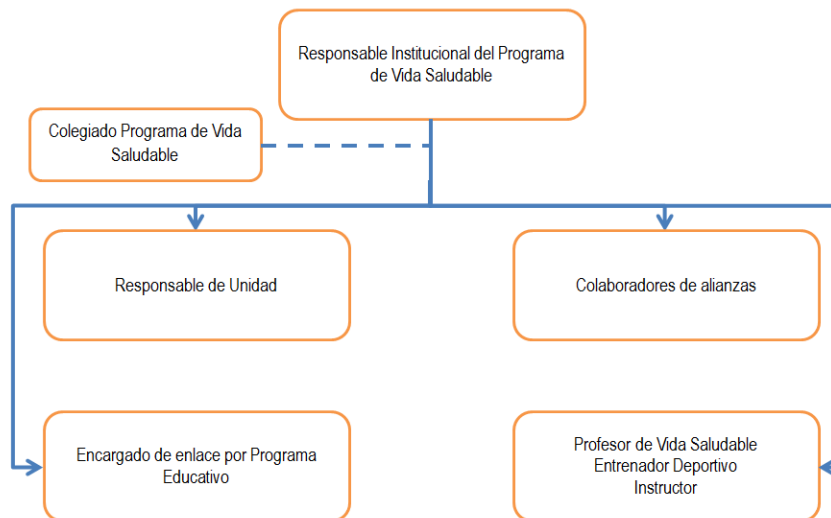 Responsable Institucional del Programa
de Vida Saludable
Colegiado Programa de Vida
Saludable
Responsable de Unidad
Colaboradores de alianzas
Encargado de enlace por Programa
Educativo
Profesor de Vida Saludable
Entrenador Deportivo
Instructor